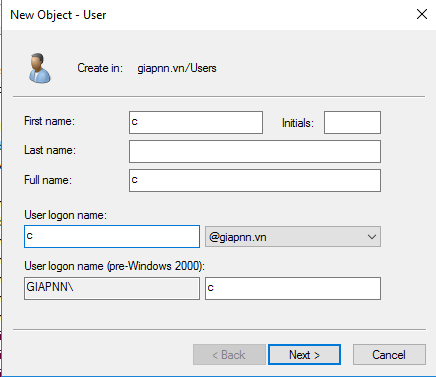 New Object - User
Create in: giapnn.vn/Users
First name: c Initials:
Last name:
Full name: c
User logon name:
c @giapnn.vn
User logon name (pre-Windows 2000):
GIAPNN\ c
< Back Next > Cancel